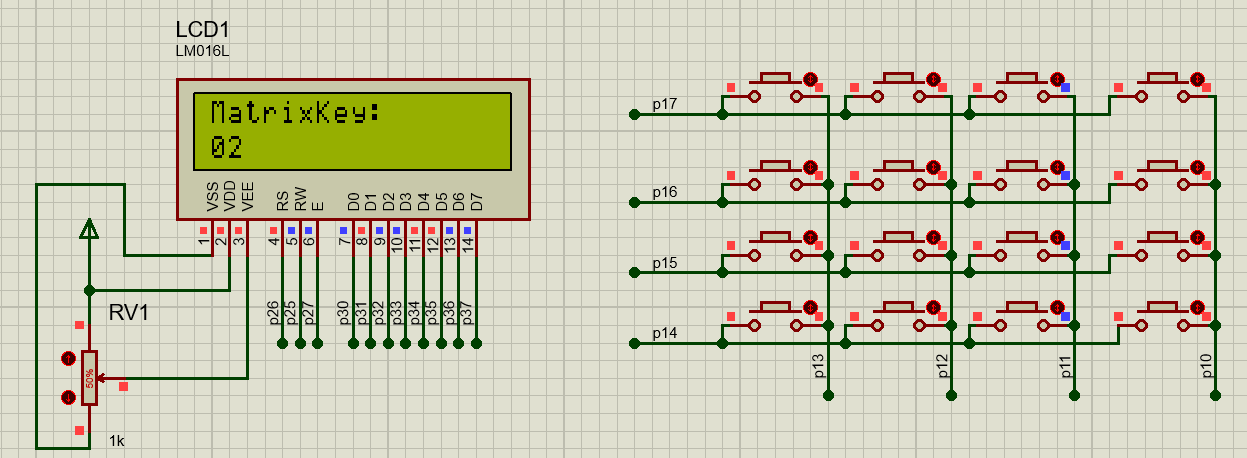 LCD1
LM016L
MatrixKey:
02
VSS
VDD
VEE
RS
RW
E
D0
D1
D2
D3
D4
D5
D6
D7
1
2
3
4
5
6
7
8
9
10
11
12
13
14
p26
p25
p27
p30
p31
p32
p33
p34
p35
p36
p37
RV1
50%
1k
p17
p16
p15
p14
p13
p12
p11
p10